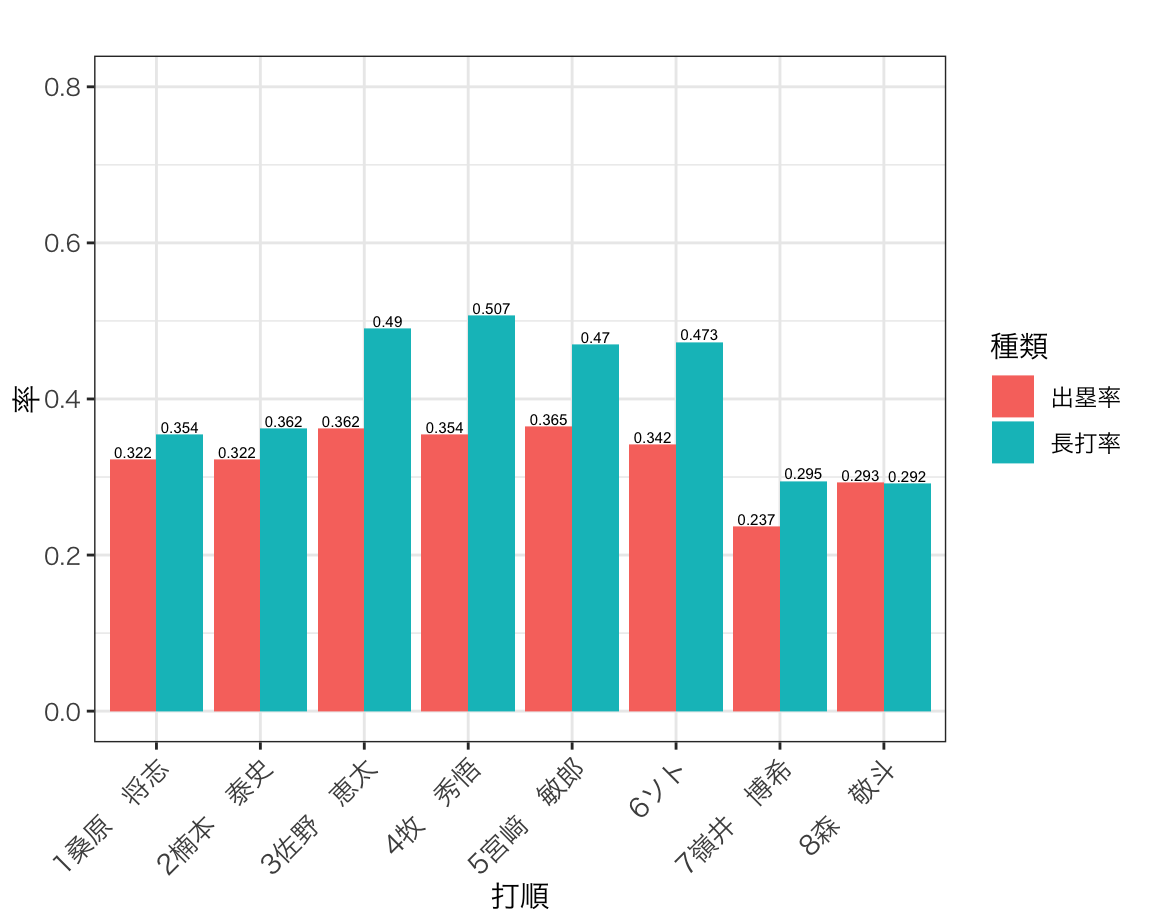 0.8
0.6
0.4
0.2
0.0
率
0.322
0.354
0.322
0.362
0.362
0.49
0.354
0.507
0.365
0.47
0.342
0.473
0.237
0.295
0.293
0.292
1桑原　将志
2楠本　泰史
3佐野　恵太
4牧　秀悟
5宮﨑　敏郎
6ソト
7嶺井　博希
8森　敬斗
打順
種類
出塁率
長打率